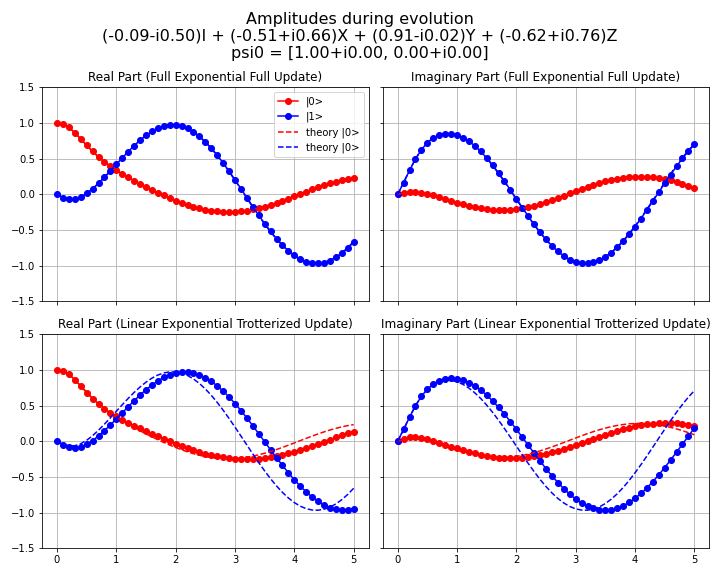 Amplitudes during evolution
(-0.09-i0.50)I + (-0.51+i0.66)X + (0.91-i0.02)Y + (-0.62+i0.76)Z
psi0 = [1.00+i0.00, 0.00+i0.00]
Real Part (Full Exponential Full Update)
1.5
1.0
0.5
0.0
−0.5
−1.0
−1.5
|0>
|1>
theory |0>
theory |0>
Imaginary Part (Full Exponential Full Update)
Real Part (Linear Exponential Trotterized Update)
1.5
1.0
0.5
0.0
−0.5
−1.0
−1.5
0 1 2 3 4 5
Imaginary Part (Linear Exponential Trotterized Update)
0 1 2 3 4 5